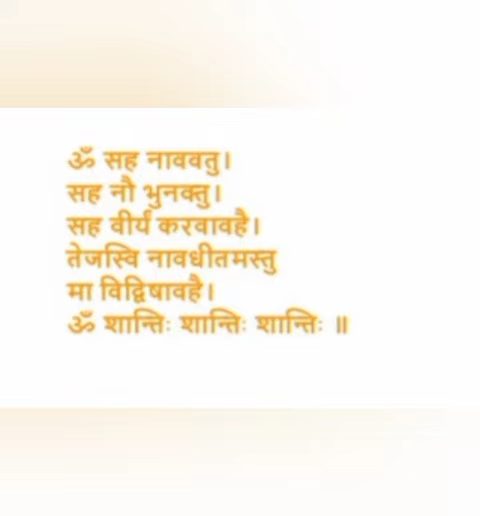 ॐ सह नाववतु।
सह नौ भुनक्तु।
सह वीर्यं करवावहै।
तेजस्वि नावधीतमस्तु
मा विद्विषावहै।
ॐ शान्तिः शान्तिः शान्तिः ॥